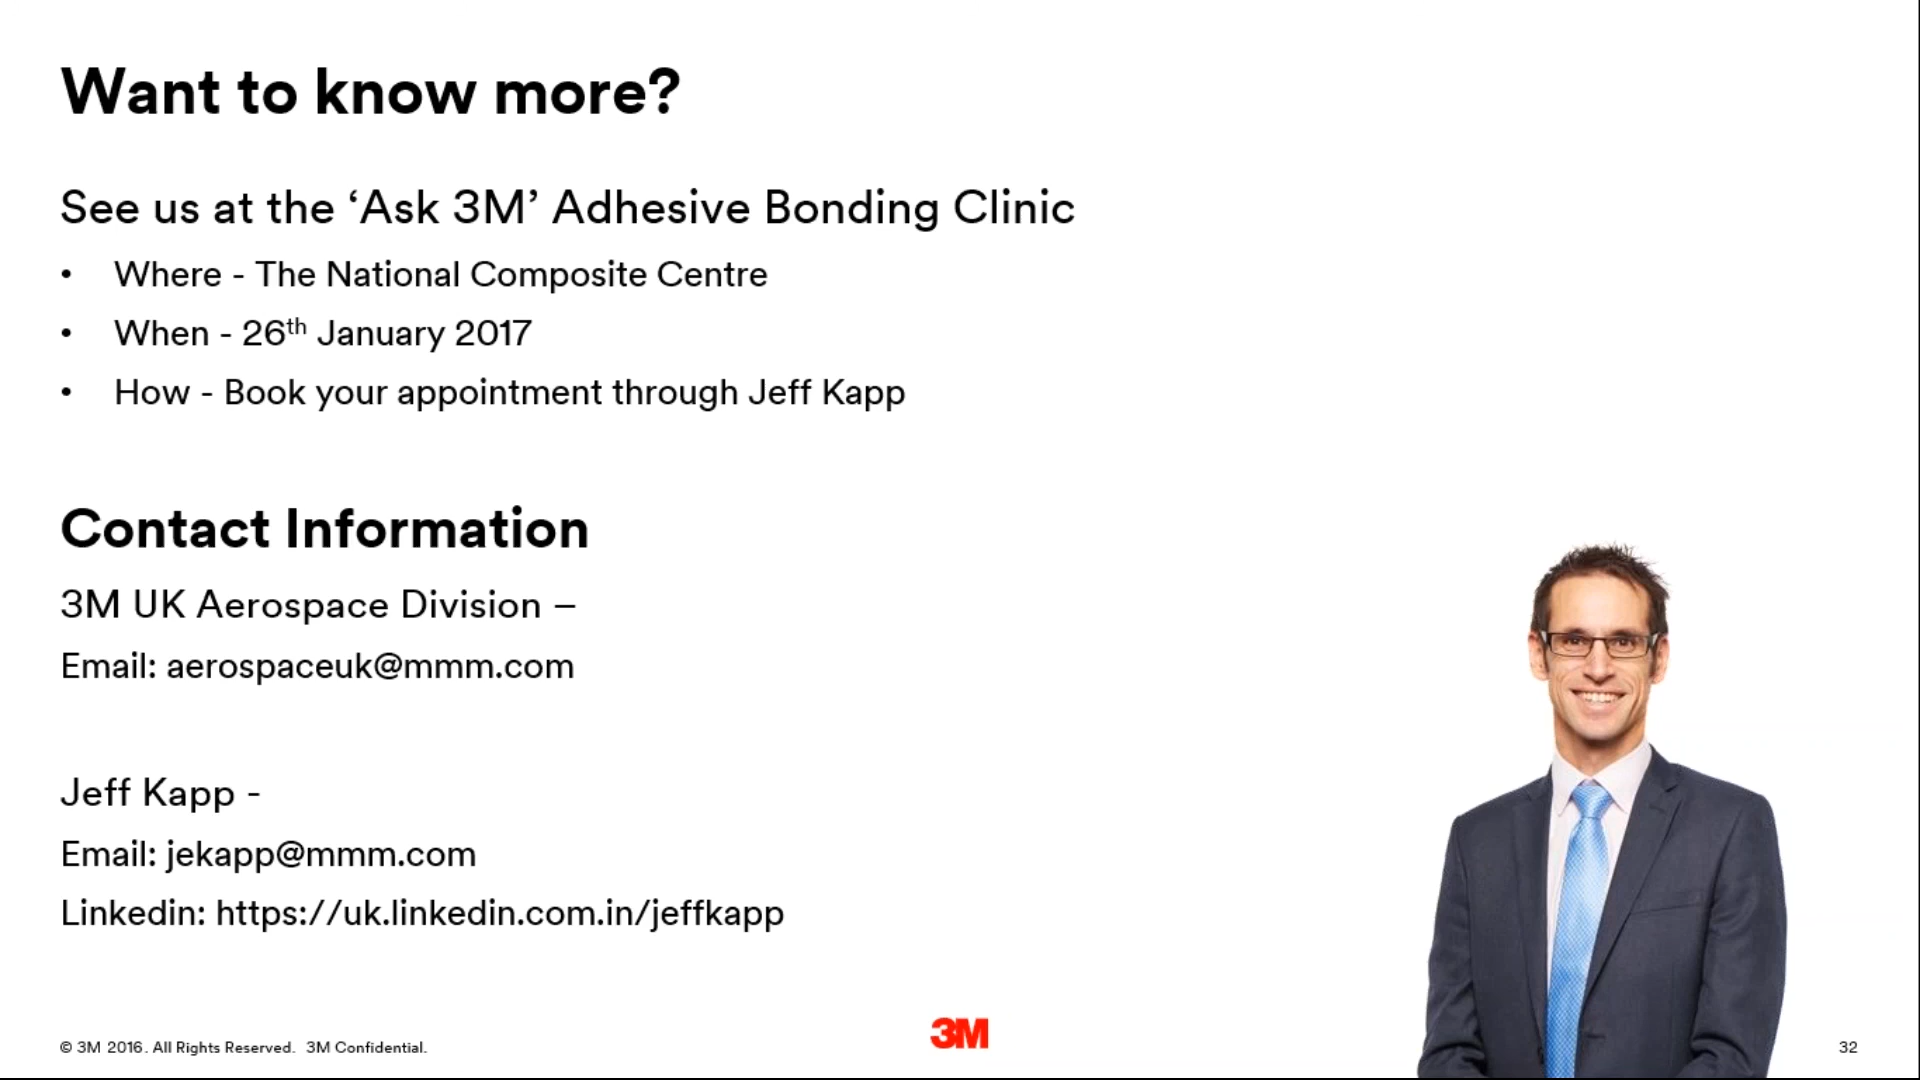 Want to know more?
See us at the ‘Ask 3M’ Adhesive Bonding Clinic
• Where - The National Composite Centre
• When - 26th January 2017
• How - Book your appointment through Jeff Kapp
Contact Information
3M UK Aerospace Division –
Email: aerospaceuk@mmm.com
Jeff Kapp -
Email: jekapp@mmm.com
Linkedin: https://uk.linkedin.com.in/jeffkapp
© 3M 2016. All Rights Reserved. 3M Confidential.
3M
32